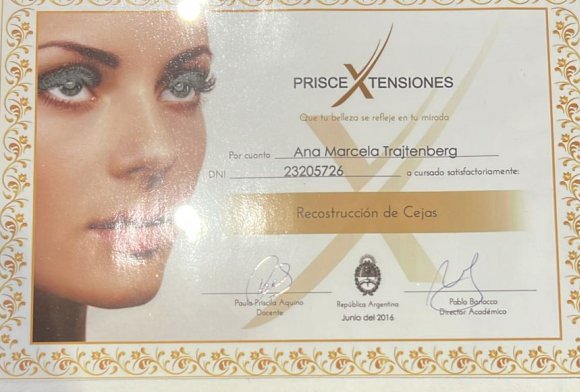 PRISCEXTENSIONES
Que tu belleza se refleje en tu mirada
Por cuanto Ana Marcela Trajtenberg
DNI 23205726 a cursado satisfactoriamente:
Recostrucción de Cejas
Paula Priscila Aquino
Docente
República Argentina
Junio del 2016
Pablo Barlocco
Director Académico